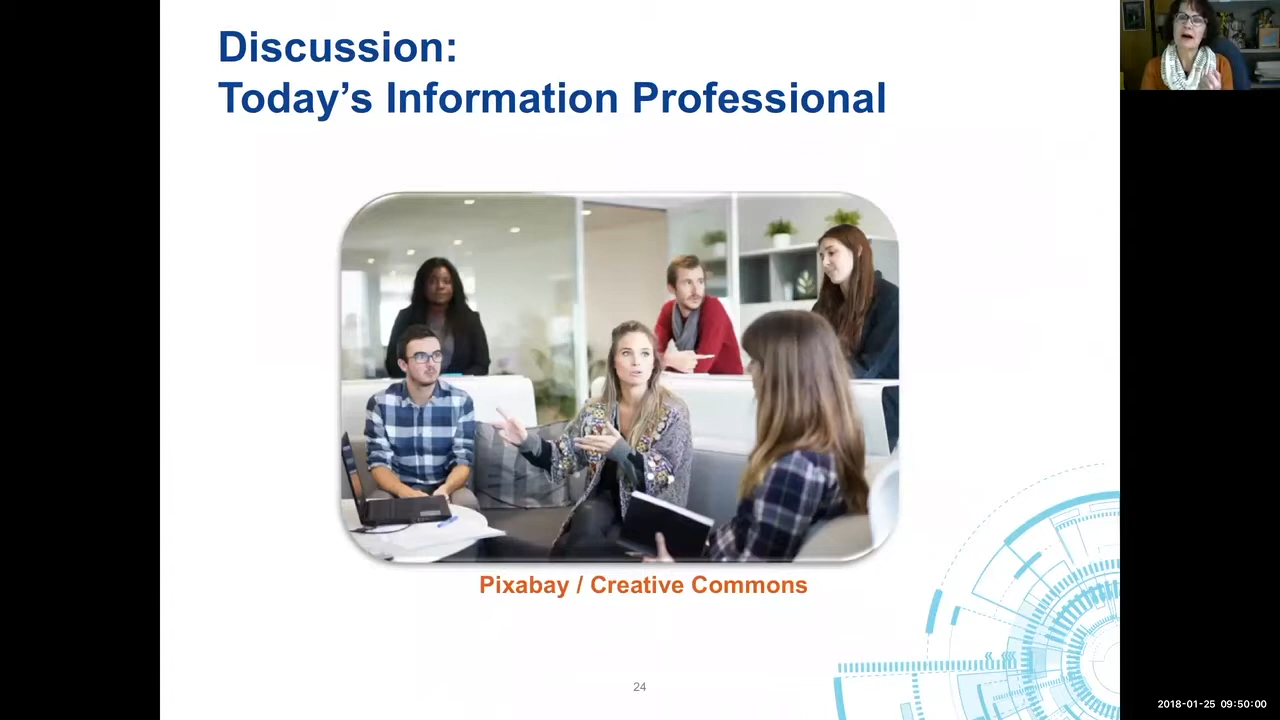 Discussion:
Today’s Information Professional
Pixabay / Creative Commons
24
2018-01-25 09:50:00